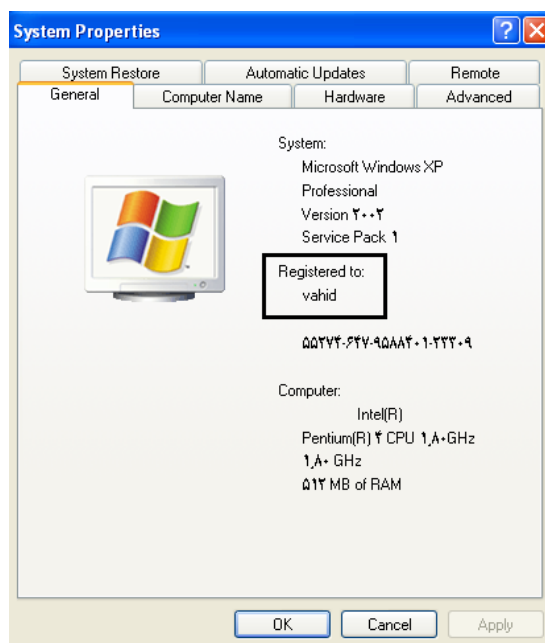 System Properties
System Restore Automatic Updates Remote
General Computer Name Hardware Advanced
System:
Microsoft Windows XP
Professional
Version ۲۰۰۲
Service Pack ۱
Registered to:
vahid
۵۵۲۷۴-۶۴۷-۹۵۸۸۴۰۱-۲۳۳۰۹
Computer:
Intel(R)
Pentium(R) ۴ CPU ۱٫۸۰GHz
۱٫۸۰ GHz
۵۱۲ MB of RAM
OK Cancel Apply